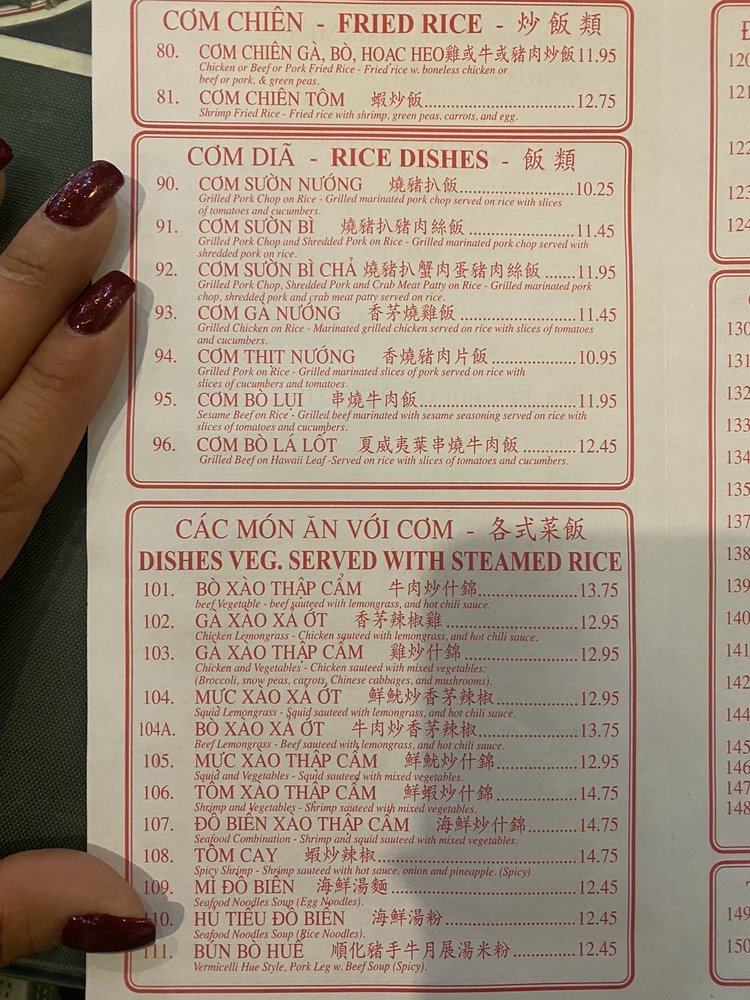 CƠM CHIÊN - FRIED RICE - 炒飯類
80. CƠM CHIÊN GÀ, BÒ, HOAC HEO雞或牛或豬肉炒飯11.95
Chicken or Beef or Pork Fried Rice - Fried rice w. boneless chicken or
beef or pork, & green peas.
81. CƠM CHIÊN TÔM 蝦炒飯 12.75
Shrimp Fried Rice - Fried rice with shrimp, green peas, carrots, and egg.
CƠM DIÃ - RICE DISHES - 飯類
90. CƠM SƯỜN NƯỚNG 燒豬扒飯 10.25
Grilled Pork Chop on Rice - Grilled marinated pork chop served on rice with slices
of tomatoes and cucumbers.
91. CƠM SƯỜN BÌ 燒豬扒豬肉絲飯 11.45
Grilled Pork Chop and Shredded Pork on Rice - Grilled marinated pork chop served with
shredded pork on rice.
92. CƠM SƯỜN BÌ CHẢ 燒豬扒蟹肉蛋豬肉絲飯 11.95
Grilled Pork Chop, Shredded Pork and Crab Meat Patty on Rice - Grilled marinated pork
chop, shredded pork and crab meat patty served on rice.
93. CƠM GÀ NƯỚNG 香茅燒雞飯 11.45
Grilled Chicken on Rice - Marinated grilled chicken served on rice with slices of tomatoes
and cucumbers.
94. CƠM THỊT NƯỚNG 香燒豬肉片飯 10.95
Grilled Pork on Rice - Grilled marinated slices of pork served on rice with
slices of cucumbers and tomatoes.
95. CƠM BÒ LỤI 串燒牛肉飯 11.95
Sesame Beef on Rice - Grilled beef marinated with sesame seasoning served on rice with
slices of tomatoes and cucumbers.
96. CƠM BÒ LÁ LỐT 夏威夷葉串燒牛肉飯 12.45
Grilled Beef on Hawaii Leaf -Served on rice with slices of tomatoes and cucumbers.
CÁC MÓN ĂN VỚI CƠM - 各式菜飯
DISHES VEG. SERVED WITH STEAMED RICE
101. BÒ XÀO THẬP CẨM 牛肉炒什錦 13.75
beef Vegetable - beef sauteed with lemongrass, and hot chili sauce.
102. GÀ XÀO XẢ ỚT 香茅辣椒雞 12.95
Chicken Lemongrass - Chicken sauteed with lemongrass, and hot chili sauce.
103. GÀ XÀO THẬP CẨM 雞炒什錦 12.95
Chicken and Vegetables - Chicken sauteed with mixed vegetables:
(Broccoli, snow peas, carrots, Chinese cabbages, and mushrooms).
104. MỰC XÀO XẢ ỚT 鮮魷炒香茅辣椒 12.95
Squid Lemongrass - Squid sauteed with lemongrass, and hot chili sauce.
104A. BÒ XÀO XẢ ỚT 牛肉炒香茅辣椒 13.75
Beef Lemongrass - Beef sauteed with lemongrass, and hot chili sauce.
105. MỰC XÀO THẬP CẨM 鮮魷炒什錦 12.95
Squid and Vegetables - Squid sauteed with mixed vegetables.
106. TÔM XÀO THẬP CẨM 鮮蝦炒什錦 14.75
Shrimp and Vegetables - Shrimp sauteed with mixed vegetables.
107. ĐỒ BIỂN XÀO THẬP CẨM 海鮮炒什錦 14.75
Seafood Combination - Shrimp and squid sauteed with mixed vegetables.
108. TÔM CAY 蝦炒辣椒 14.75
Spicy Shrimp - Shrimp sauteed with hot sauce, onion and pineapple. (Spicy)
109. MÌ ĐỒ BIỂN 海鮮湯麵 12.45
Seafood Noodles Soup (Egg Noodles).
110. HỦ TIẾU ĐỒ BIỂN 海鮮湯粉 12.45
Seafood Noodles Soup (Rice Noodles).
111. BÚN BÒ HUẾ 順化豬手牛月展湯米粉 12.45
Vermicelli Hue Style, Pork Leg w. Beef Soup (Spicy).
120
121
122
123
124
130
131
132
133
134
135
137
138
139
140
141
142
144
145
146
147
148
149
150